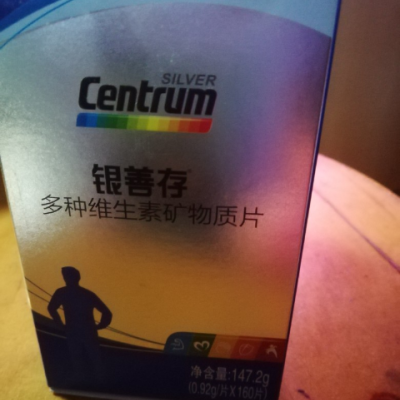 SILVER
Centrum
银善存
多种维生素矿物质片
净含量:147.2g
(0.92g/片X160片)